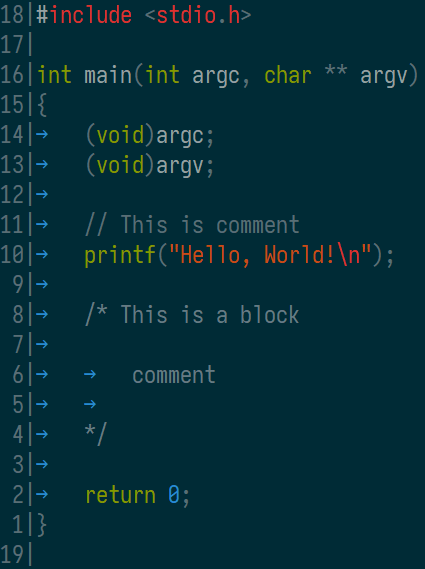 18|#include <stdio.h>
17|
16|int main(int argc, char ** argv)
15|{
14|→   (void)argc;
13|→   (void)argv;
12|→
11|→   // This is comment
10|→   printf("Hello, World!\n");
 9|→
 8|→   /* This is a block
 7|→
 6|→   →   comment
 5|→   →
 4|→   */
 3|→
 2|→   return 0;
 1|}
19|